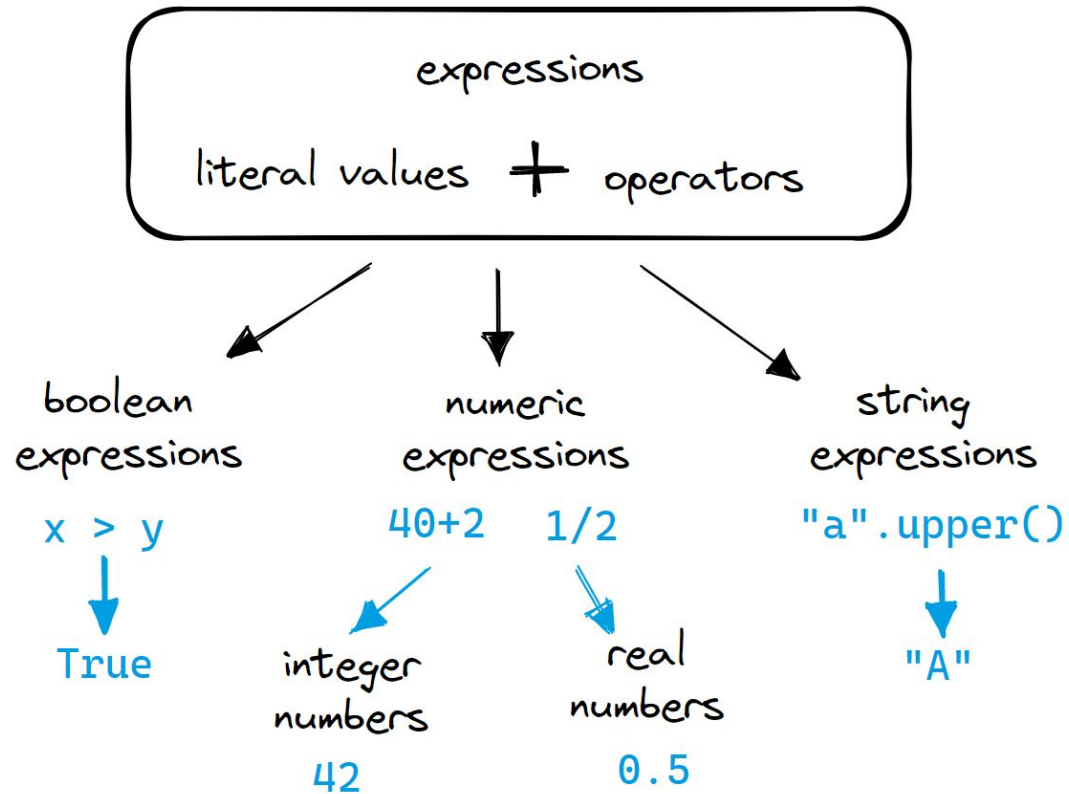 expressions
literal values + operators
boolean expressions
x > y
True
numeric expressions
40+2 1/2
integer numbers
42
real numbers
0.5
string expressions
"a".upper()
"A"